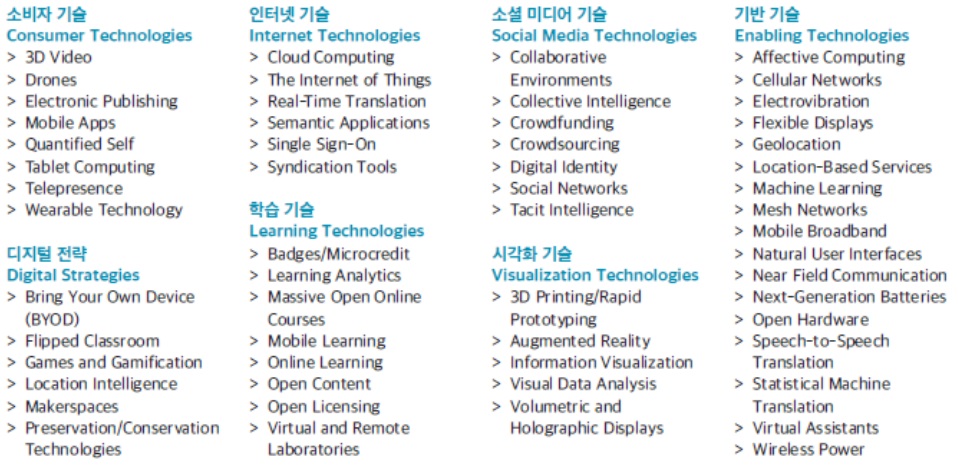 소비자 기술
Consumer Technologies
> 3D Video
> Drones
> Electronic Publishing
> Mobile Apps
> Quantified Self
> Tablet Computing
> Telepresence
> Wearable Technology
디지털 전략
Digital Strategies
> Bring Your Own Device
(BYOD)
> Flipped Classroom
> Games and Gamification
> Location Intelligence
> Makerspaces
> Preservation/Conservation
Technologies
인터넷 기술
Internet Technologies
> Cloud Computing
> The Internet of Things
> Real-Time Translation
> Semantic Applications
> Single Sign-On
> Syndication Tools
학습 기술
Learning Technologies
> Badges/Microcredit
> Learning Analytics
> Massive Open Online
Courses
> Mobile Learning
> Online Learning
> Open Content
> Open Licensing
> Virtual and Remote
Laboratories
소셜 미디어 기술
Social Media Technologies
> Collaborative
Environments
> Collective Intelligence
> Crowdfunding
> Crowdsourcing
> Digital Identity
> Social Networks
> Tacit Intelligence
시각화 기술
Visualization Technologies
> 3D Printing/Rapid
Prototyping
> Augmented Reality
> Information Visualization
> Visual Data Analysis
> Volumetric and
Holographic Displays
기반 기술
Enabling Technologies
> Affective Computing
> Cellular Networks
> Electrovibration
> Flexible Displays
> Geolocation
> Location-Based Services
> Machine Learning
> Mesh Networks
> Mobile Broadband
> Natural User Interfaces
> Near Field Communication
> Next-Generation Batteries
> Open Hardware
> Speech-to-Speech
Translation
> Statistical Machine
Translation
> Virtual Assistants
> Wireless Power